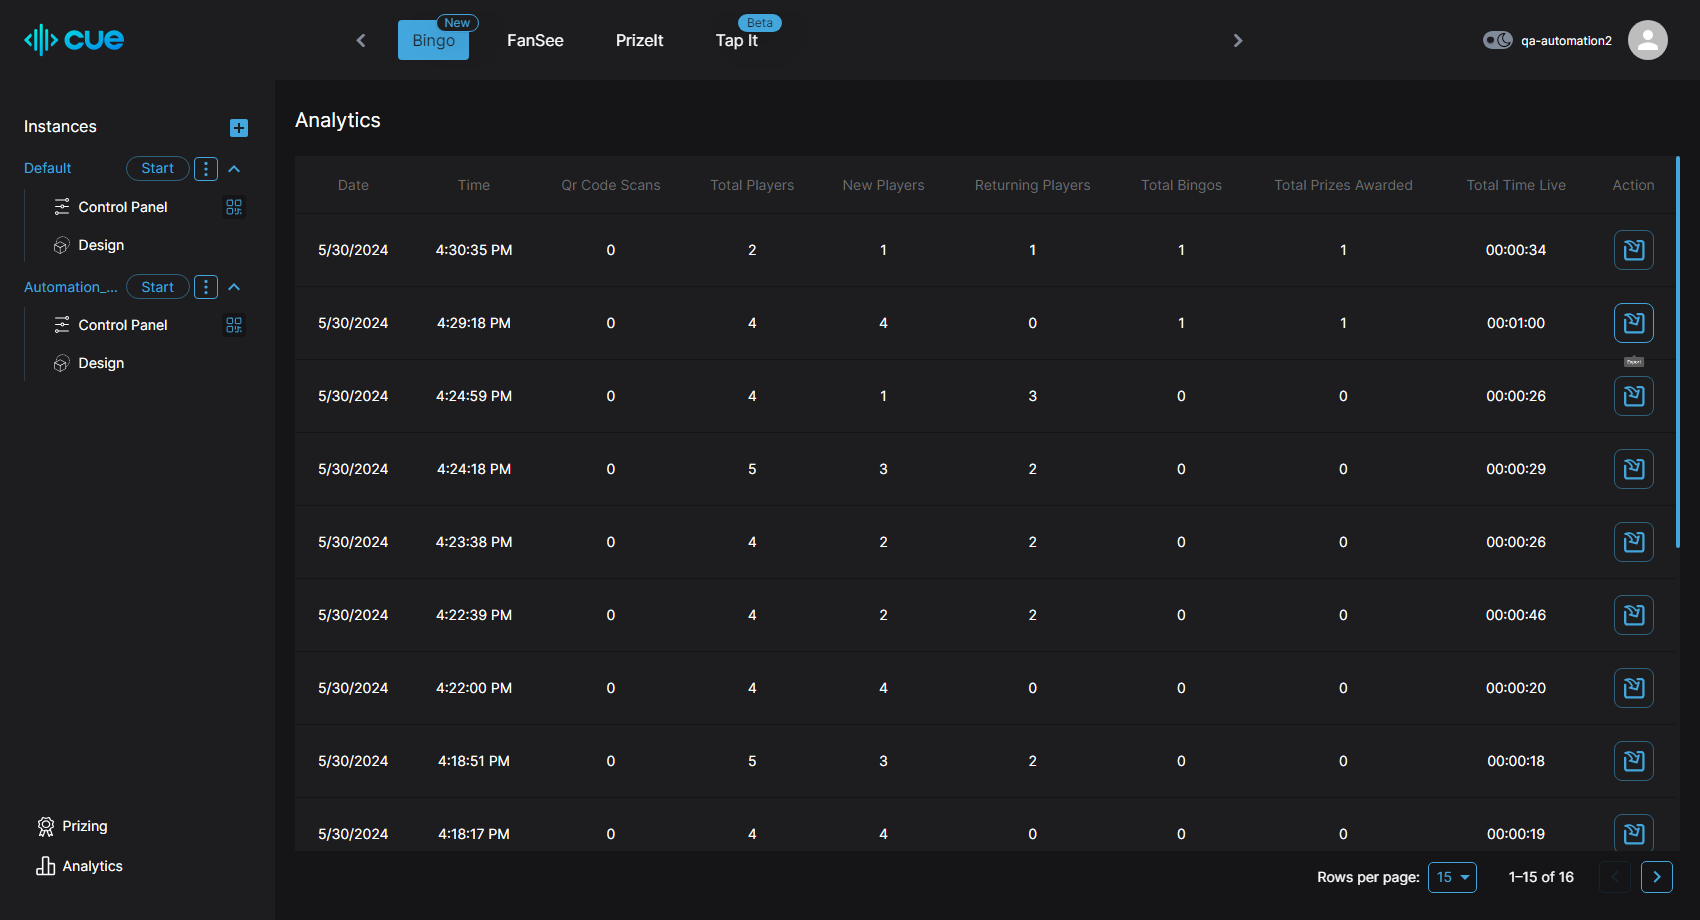 cue
Bingo
New
FanSee
PrizeIt
Tap It
Beta
qa-automation2
Instances
Default
Start
Control Panel
Design
Automation_...
Start
Control Panel
Design
Prizing
Analytics
Analytics
Date Time Qr Code Scans Total Players New Players Returning Players Total Bingos Total Prizes Awarded Total Time Live Action
5/30/2024 4:30:35 PM 0 2 1 1 1 1 00:00:34
5/30/2024 4:29:18 PM 0 4 4 0 1 1 00:01:00
Export
5/30/2024 4:24:59 PM 0 4 1 3 0 0 00:00:26
5/30/2024 4:24:18 PM 0 5 3 2 0 0 00:00:29
5/30/2024 4:23:38 PM 0 4 2 2 0 0 00:00:26
5/30/2024 4:22:39 PM 0 4 2 2 0 0 00:00:46
5/30/2024 4:22:00 PM 0 4 4 0 0 0 00:00:20
5/30/2024 4:18:51 PM 0 5 3 2 0 0 00:00:18
5/30/2024 4:18:17 PM 0 4 4 0 0 0 00:00:19
Rows per page: 15 1–15 of 16